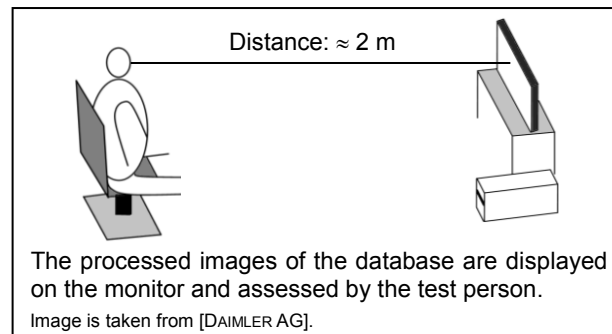 Distance: ≈ 2 m
The processed images of the database are displayed
on the monitor and assessed by the test person.
Image is taken from [DAIMLER AG].